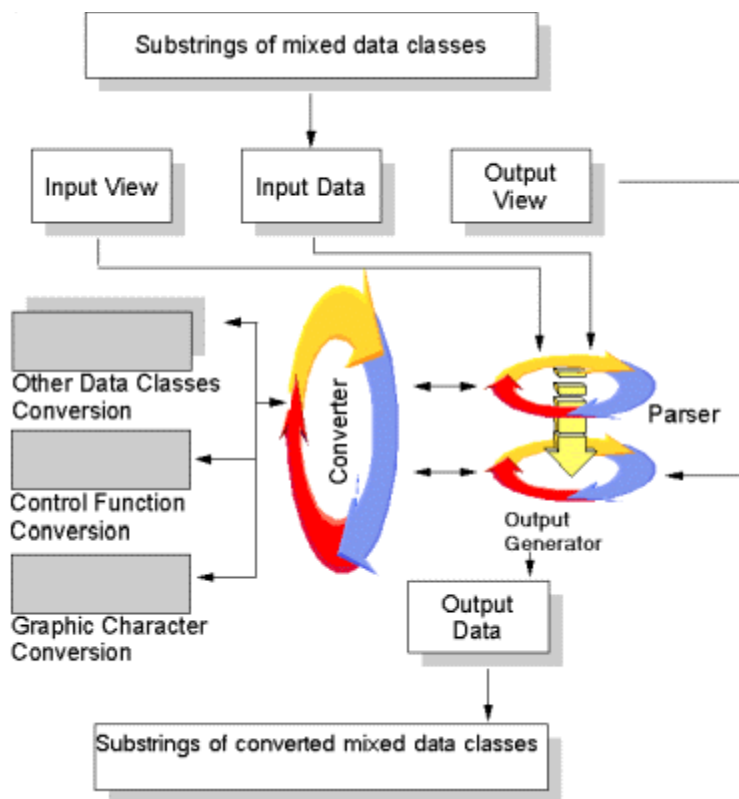 Substrings of mixed data classes
Input View
Input Data
Output
View
Other Data Classes
Conversion
Converter
Parser
Control Function
Conversion
Output
Generator
Graphic Character
Conversion
Output
Data
Substrings of converted mixed data classes